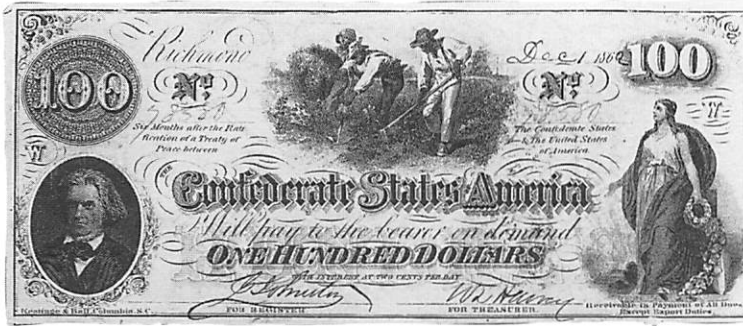 Richmond
Dec 1 1862
100
No
No
100
Six Months after the Rati
fication of a Treaty of
Peace between
The Confederate States
& The United States
of America
W
W
THE
Confederate States America
Will pay to the bearer on demand
ONE HUNDRED DOLLARS
WITH INTEREST AT TWO CENTS PER DAY
FOR REGISTER
FOR TREASURER.
Keatinge & Ball, Columbia, S.C.
Receivable in Payment of All Dues
Except Export Duties